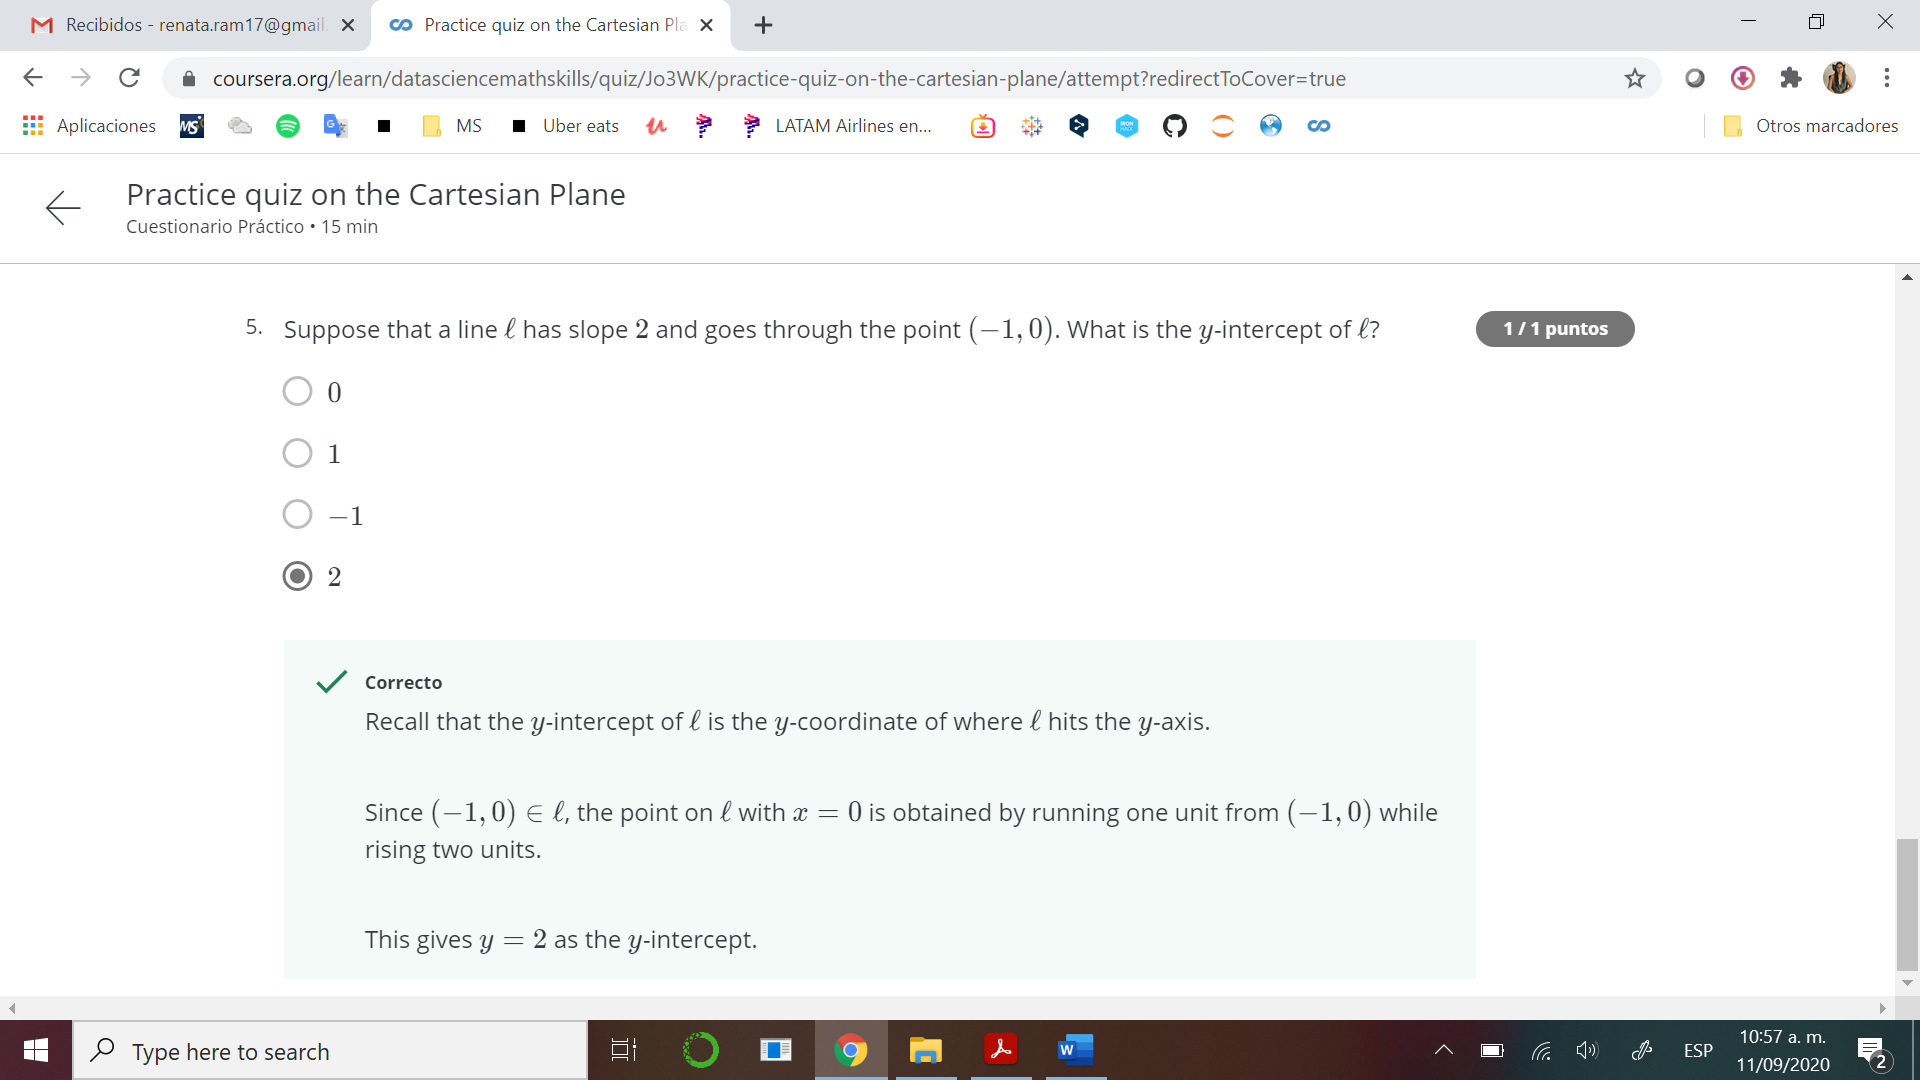 Recibidos - renata.ram17@gmail.
Practice quiz on the Cartesian Pla
coursera.org/learn/datasciencemathskills/quiz/Jo3WK/practice-quiz-on-the-cartesian-plane/attempt?redirectToCover=true
Aplicaciones
MS
MS
Uber eats
LATAM Airlines en...
Otros marcadores
Practice quiz on the Cartesian Plane
Cuestionario Práctico • 15 min
5. Suppose that a line ℓ has slope 2 and goes through the point (−1, 0). What is the y-intercept of ℓ?
1 / 1 puntos
0
1
−1
2
Correcto
Recall that the y-intercept of ℓ is the y-coordinate of where ℓ hits the y-axis.
Since (−1, 0) ∈ ℓ, the point on ℓ with x = 0 is obtained by running one unit from (−1, 0) while
rising two units.
This gives y = 2 as the y-intercept.
Type here to search
W
ESP
10:57 a. m.
11/09/2020
2